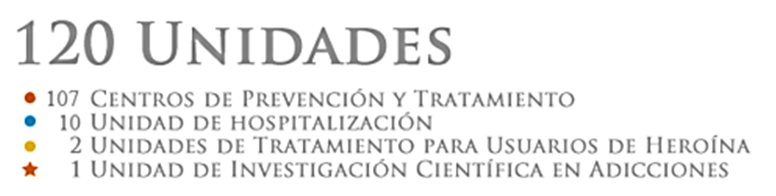 120 Unidades
107 Centros de Prevención y Tratamiento
10 Unidad de hospitalización
2 Unidades de Tratamiento para Usuarios de Heroína
1 Unidad de Investigación Científica en Adicciones